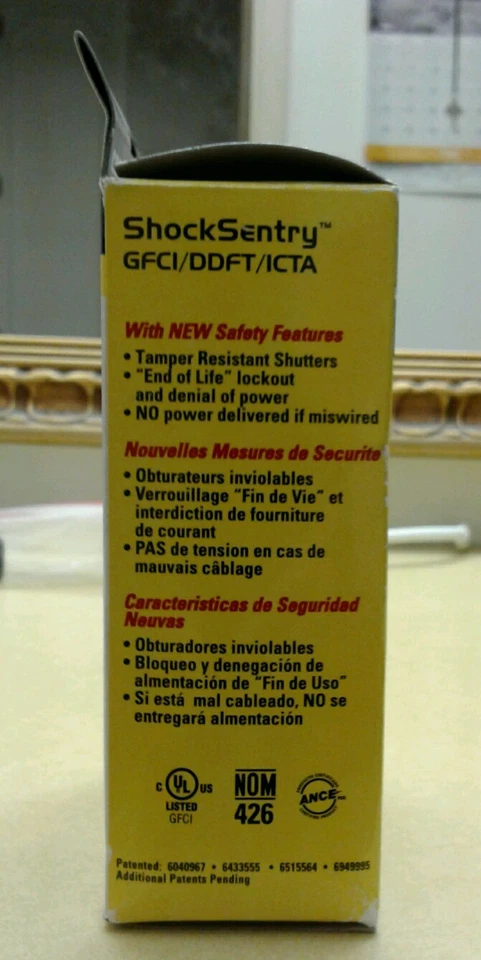 ShockSentry™
GFCI/DDFT/ICTA
With NEW Safety Features
• Tamper Resistant Shutters
• "End of Life" lockout
and denial of power
• NO power delivered if miswired
Nouvelles Mesures de Securite
• Obturateurs inviolables
• Verrouillage "Fin de Vie" et
interdiction de fourniture
de courant
• PAS de tension en cas de
mauvais câblage
Caracteristicas de Seguridad
Neuvas
• Obturadores inviolables
• Bloqueo y denegación de
alimentación de "Fin de Uso"
• Si está mal cableado, NO se
entregará alimentación
C UL US
LISTED
GFCI
NOM
426
ANCE
Patented: 6040967 • 6433555 • 6515564 • 6949995
Additional Patents Pending